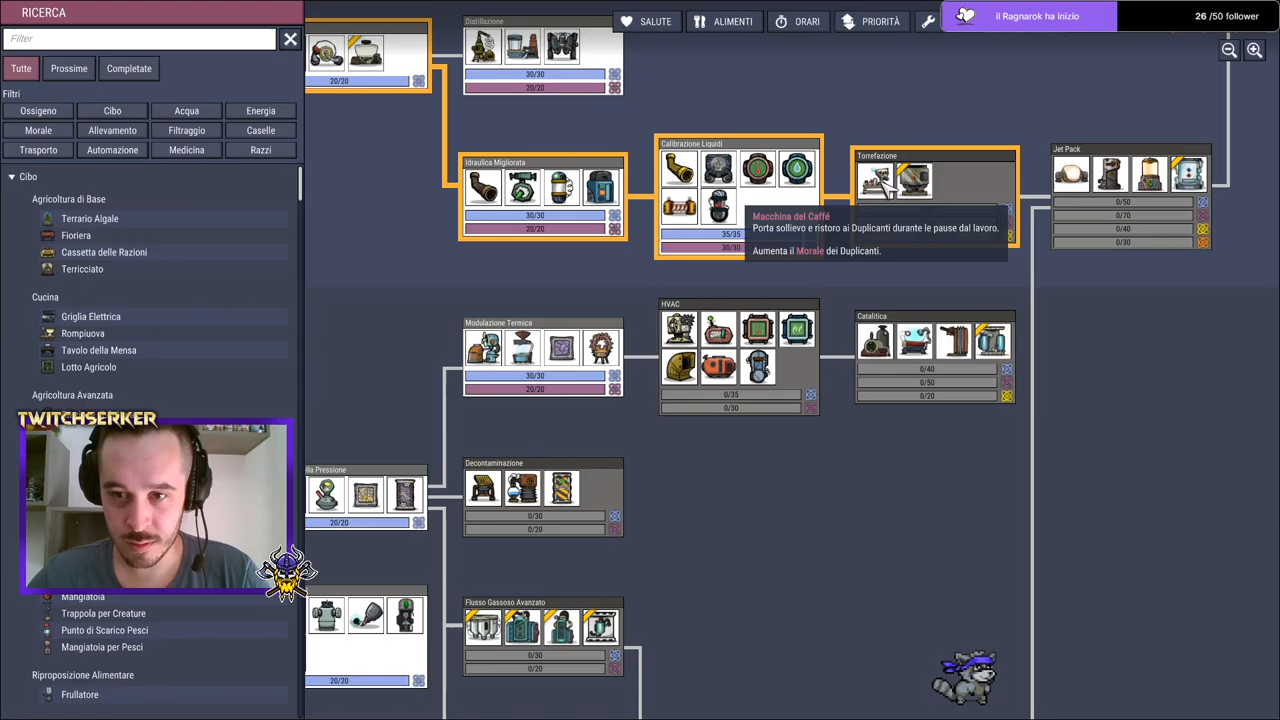 RICERCA
Filter
Tutte
Prossime
Completate
Filtri
Ossigeno
Cibo
Acqua
Energia
Morale
Allevamento
Filtraggio
Caselle
Trasporto
Automazione
Medicina
Razzi
Cibo
Agricoltura di Base
Terrario Algale
Fioriera
Cassetta delle Razioni
Terricciato
Cucina
Griglia Elettrica
Rompiuova
Tavolo della Mensa
Lotto Agricolo
Agricoltura Avanzata
TWITCHSERKER
Mangiatoia
Trappola per Creature
Punto di Scarico Pesci
Mangiatoia per Pesci
Riproposizione Alimentare
Frullatore
SALUTE
ALIMENTI
ORARI
PRIORITÀ
il Ragnarok ha inizio
26 /50 follower
20/20
Distillazione
30/30
20/20
Idraulica Migliorata
30/30
20/20
Calibrazione Liquidi
35/35
30/30
Torrefazione
Macchina del Caffé
Porta sollievo e ristoro ai Duplicanti durante le pause dal lavoro.
Aumenta il Morale dei Duplicanti.
Jet Pack
0/50
0/70
0/40
0/30
Modulazione Termica
30/30
20/20
HVAC
0/35
0/30
Catalitica
0/40
0/50
0/20
lla Pressione
20/20
Decontaminazione
0/30
0/20
20/20
Flusso Gassoso Avanzato
0/30
0/20